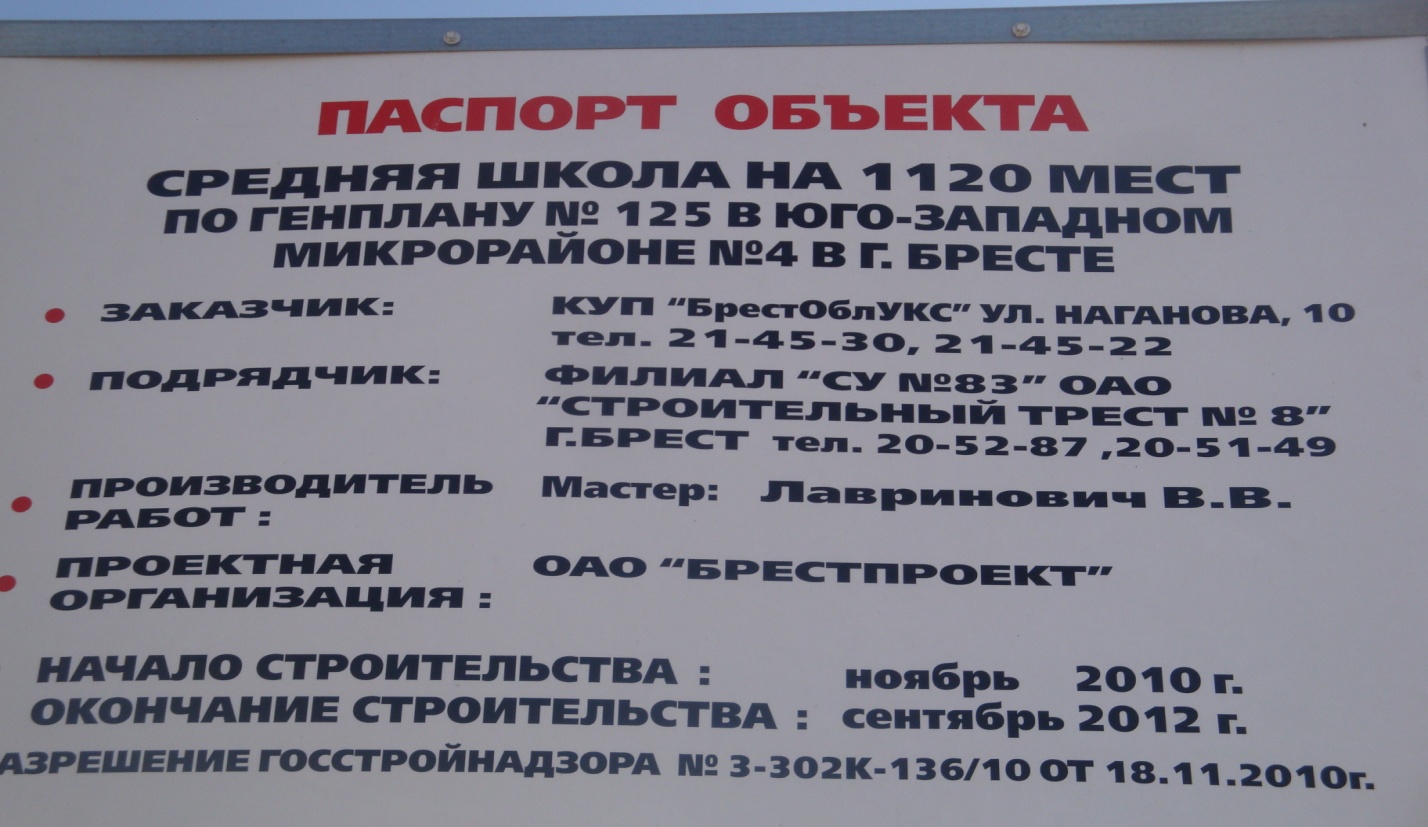 ПАСПОРТ ОБЪЕКТА
СРЕДНЯЯ ШКОЛА НА 1120 МЕСТ
ПО ГЕНПЛАНУ № 125 В ЮГО-ЗАПАДНОМ
МИКРОРАЙОНЕ №4 В Г. БРЕСТЕ
ЗАКАЗЧИК: КУП “БрестОблУКС” УЛ. НАГАНОВА, 10
тел. 21-45-30, 21-45-22
ПОДРЯДЧИК: ФИЛИАЛ “СУ №83” ОАО
“СТРОИТЕЛЬНЫЙ ТРЕСТ № 8”
Г.БРЕСТ тел. 20-52-87 ,20-51-49
ПРОИЗВОДИТЕЛЬ Мастер: Лавринович В.В.
РАБОТ :
ПРОЕКТНАЯ ОАО “БРЕСТПРОЕКТ”
ОРГАНИЗАЦИЯ :
НАЧАЛО СТРОИТЕЛЬСТВА : ноябрь 2010 г.
ОКОНЧАНИЕ СТРОИТЕЛЬСТВА : сентябрь 2012 г.
АЗРЕШЕНИЕ ГОССТРОЙНАДЗОРА № 3-302К-136/10 ОТ 18.11.2010г.